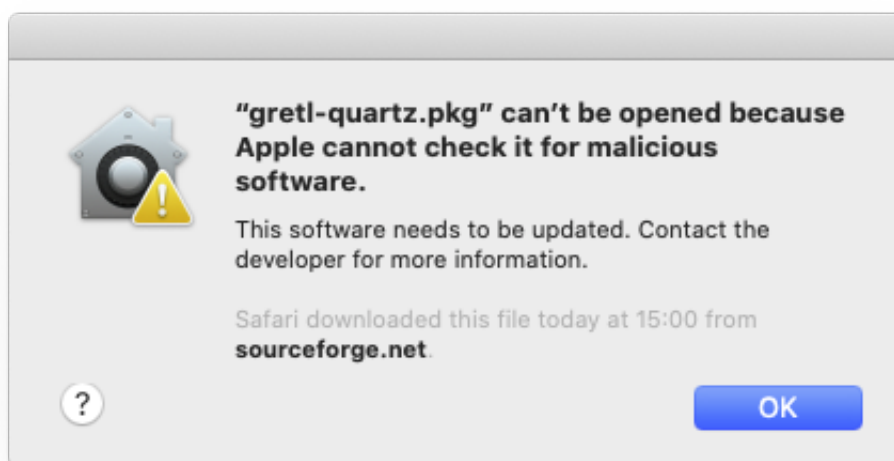 “gretl-quartz.pkg” can’t be opened because
Apple cannot check it for malicious
software.
This software needs to be updated. Contact the
developer for more information.
Safari downloaded this file today at 15:00 from
sourceforge.net.
?
OK